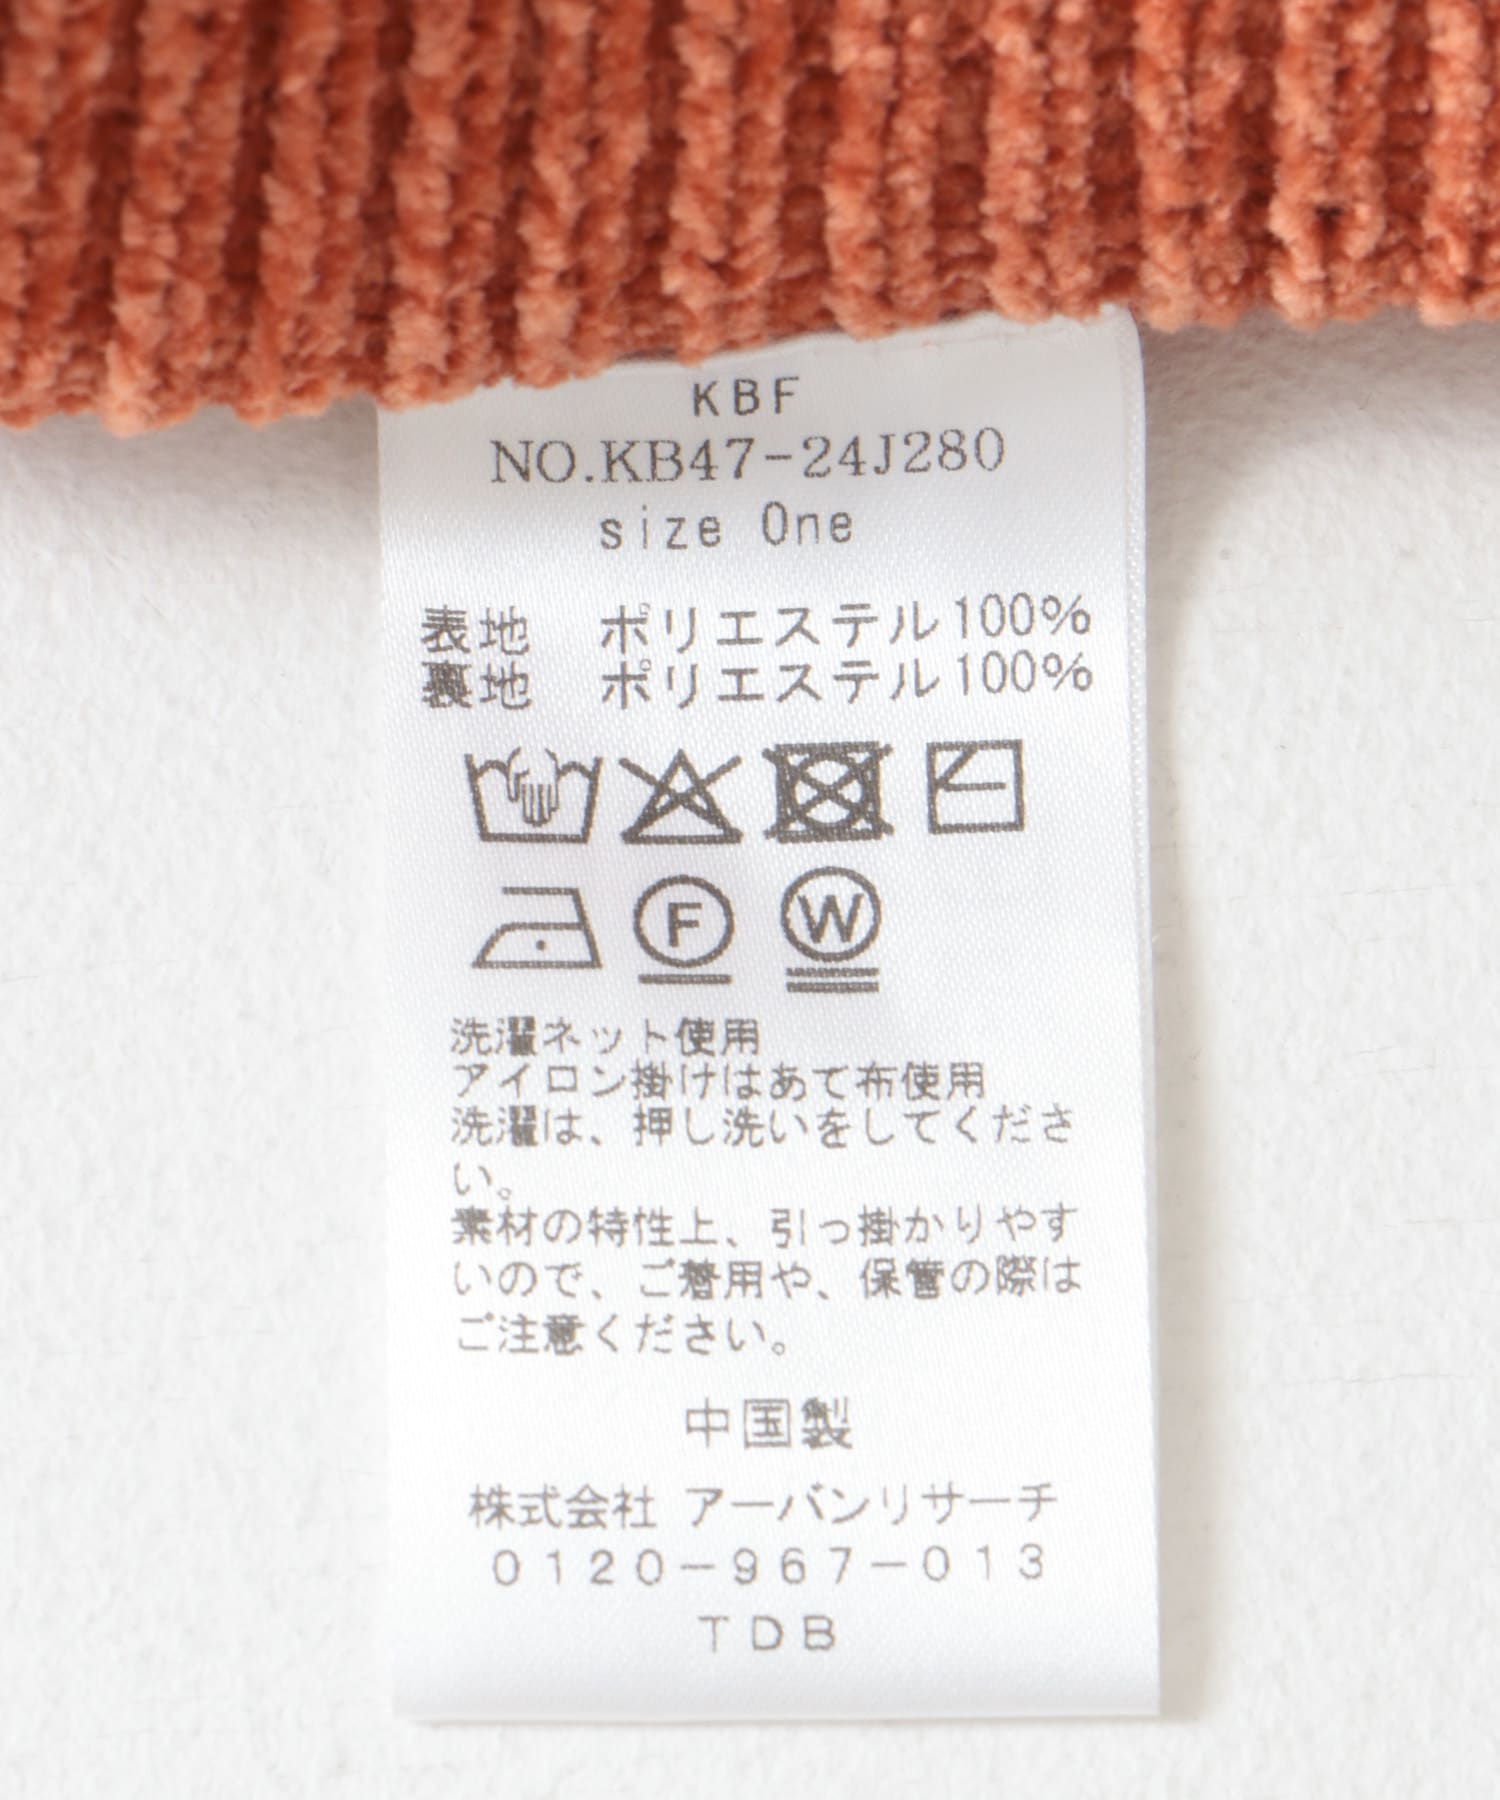 KBF
NO.KB47-24J280
size One
表地 ポリエステル100%
裏地 ポリエステル100%
F W
洗濯ネット使用
アイロン掛けはあて布使用
洗濯は、押し洗いをしてくださ
い。
素材の特性上、引っ掛かりやす
いので、ご着用や、保管の際は
ご注意ください。
中国製
株式会社 アーバンリサーチ
0120-967-013
TDB